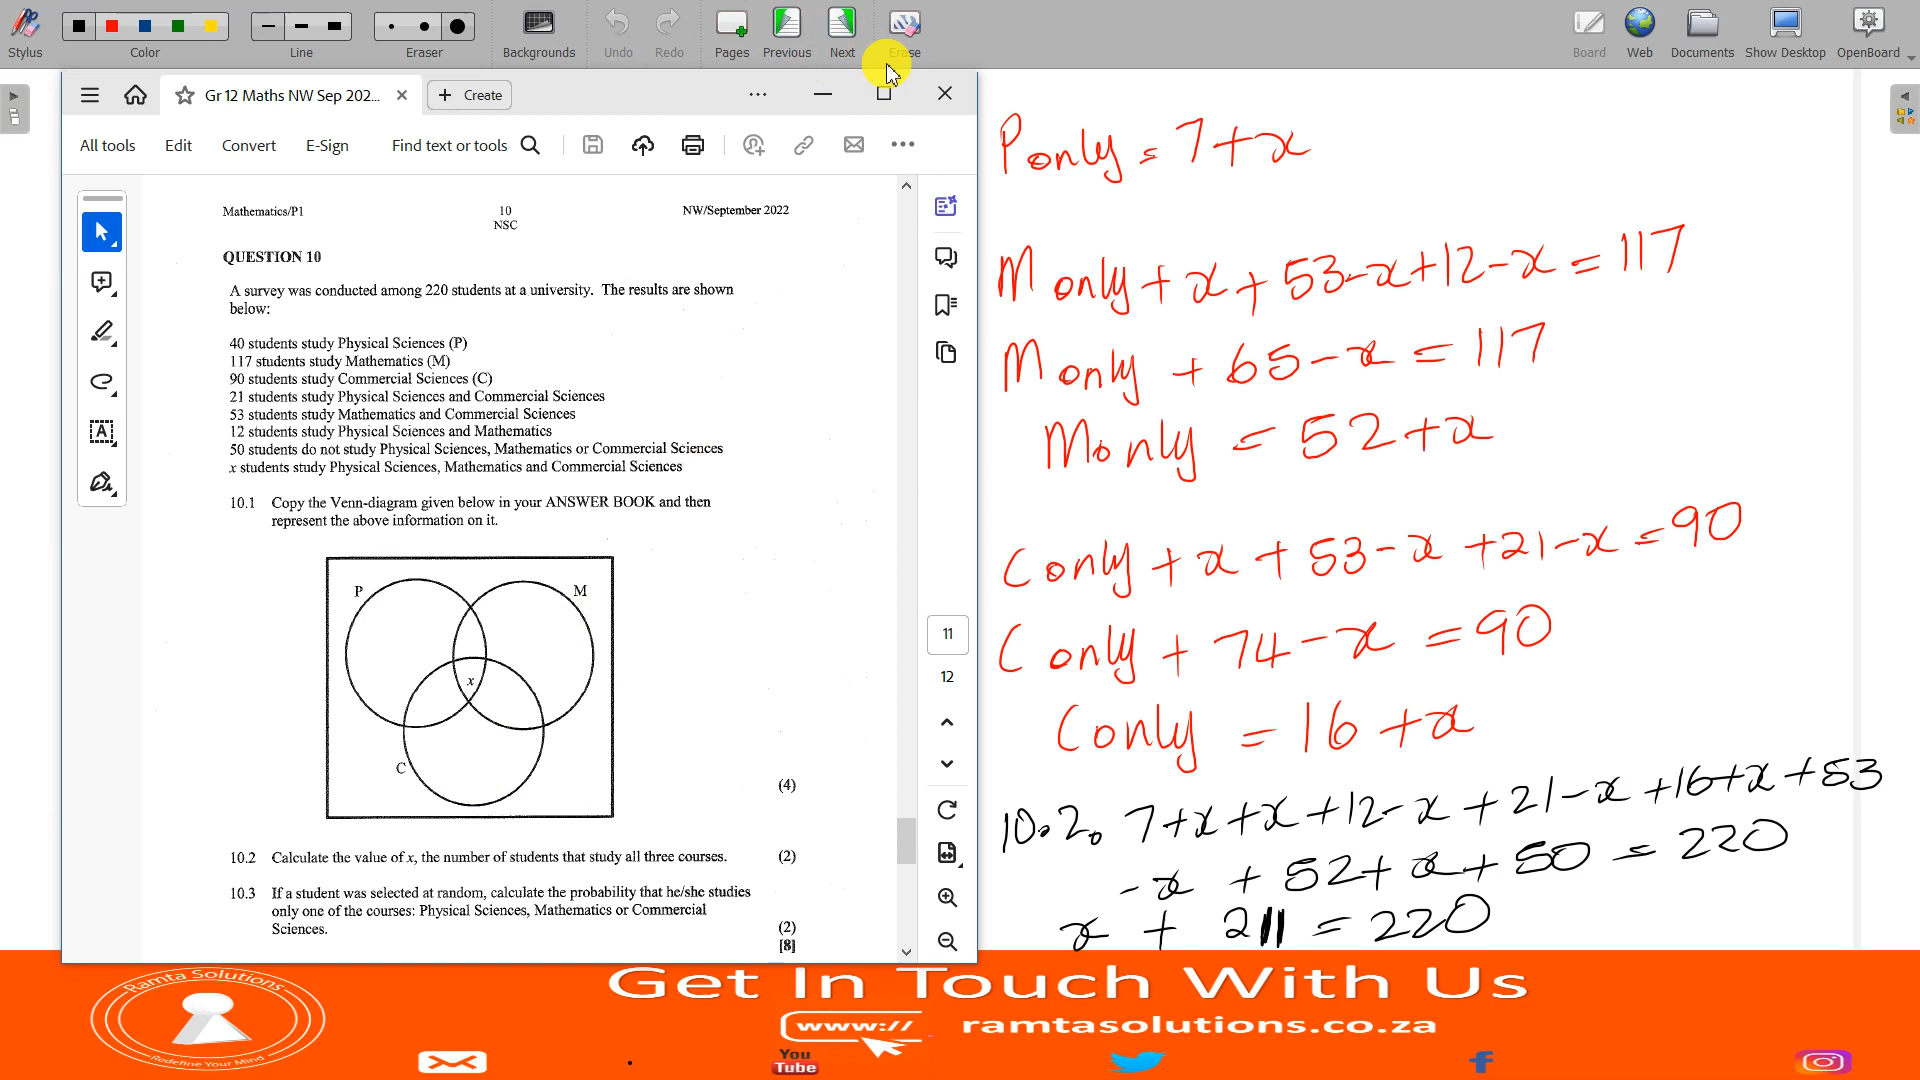 Stylus
Color
Line
Eraser
Backgrounds
Undo
Redo
Pages
Previous
Next
Erase
Board
Web
Documents
Show Desktop
OpenBoard
Gr 12 Maths NW Sep 202...
Create
All tools
Edit
Convert
E-Sign
Find text or tools
Mathematics/P1
10
NSC
NW/September 2022
QUESTION 10
A survey was conducted among 220 students at a university. The results are shown
below:
40 students study Physical Sciences (P)
117 students study Mathematics (M)
90 students study Commercial Sciences (C)
21 students study Physical Sciences and Commercial Sciences
53 students study Mathematics and Commercial Sciences
12 students study Physical Sciences and Mathematics
50 students do not study Physical Sciences, Mathematics or Commercial Sciences
x students study Physical Sciences, Mathematics and Commercial Sciences
10.1 Copy the Venn-diagram given below in your ANSWER BOOK and then
represent the above information on it.
P
M
x
C
(4)
10.2 Calculate the value of x, the number of students that study all three courses.
(2)
10.3 If a student was selected at random, calculate the probability that he/she studies
only one of the courses: Physical Sciences, Mathematics or Commercial
Sciences.
(2)
[8]
11
12
P only = 7+x
M only + x + 53-x+12-x = 117
M only + 65-x = 117
M only = 52+x
C only + x + 53-x +21-x = 90
C only + 74-x = 90
C only = 16+x
10.2. 7+x+x+12-x+21-x+16+x+53
-x + 52+x+50 = 220
x + 211 = 220
Get In Touch With Us
www://
ramtasolutions.co.za
Ramta Solutions
Redefine Your Mind
You
Tube